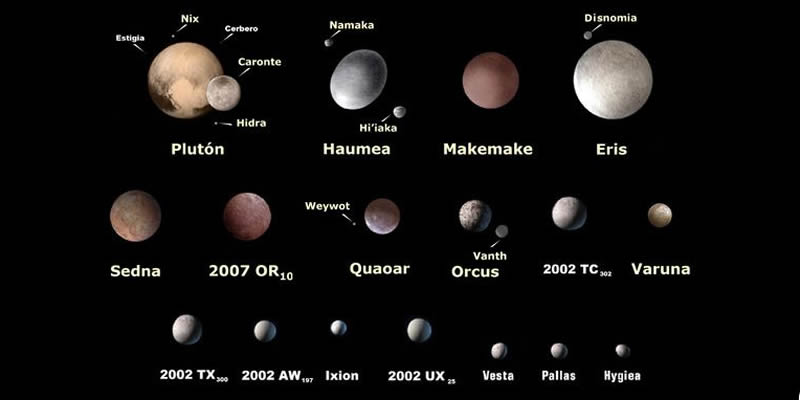 Nix
Estigia
Cerbero
Caronte
Hidra
Plutón
Namaka
Hi'iaka
Haumea
Makemake
Disnomia
Eris
Sedna
2007 OR10
Weywot
Quaoar
Vanth
Orcus
2002 TC302
Varuna
2002 TX300
2002 AW197
Ixion
2002 UX25
Vesta
Pallas
Hygiea